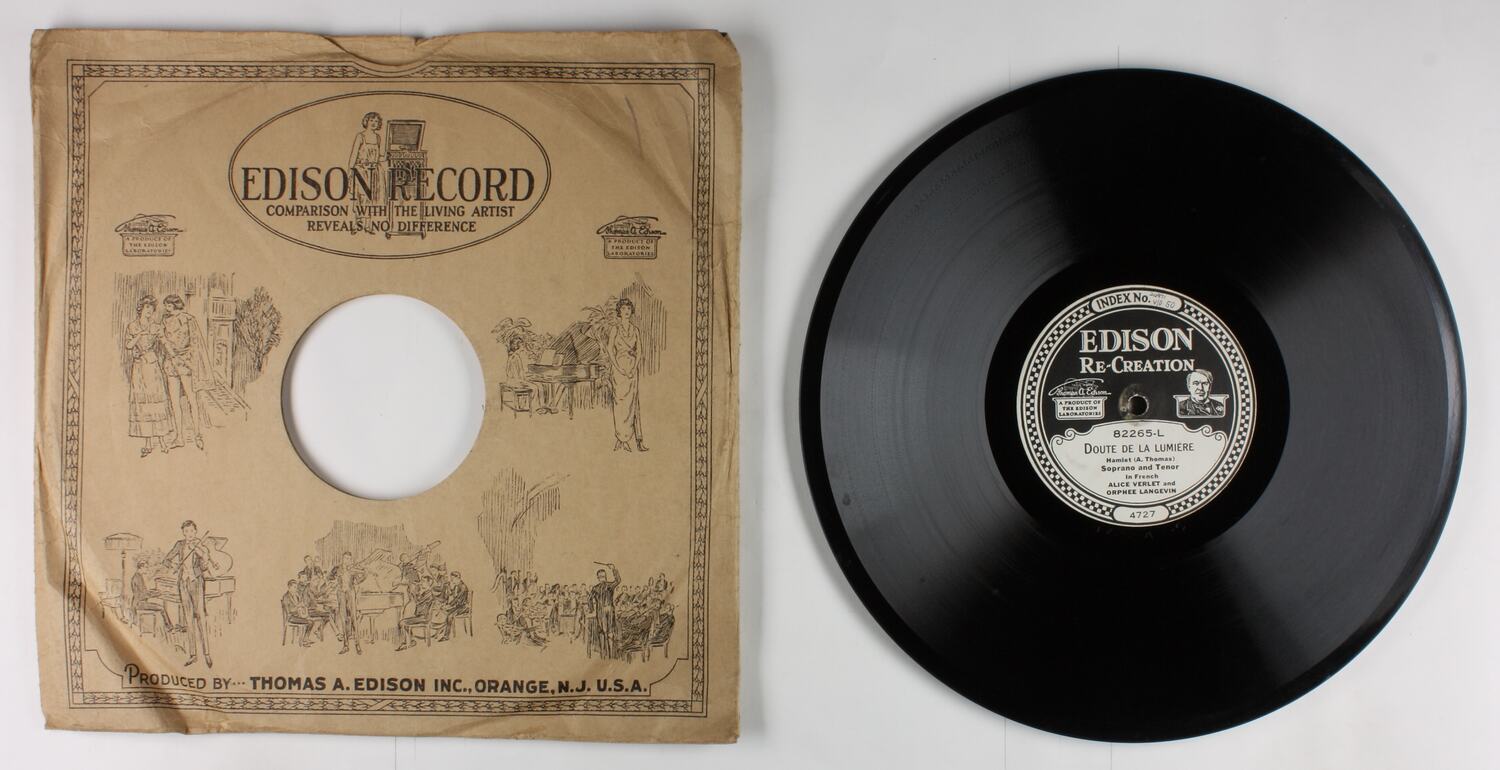 EDISON RECORD
COMPARISON WITH THE LIVING ARTIST
REVEALS NO DIFFERENCE
Thomas A. Edison
A PRODUCT OF
THE EDISON
LABORATORIES
Thomas A. Edison
A PRODUCT OF
THE EDISON
LABORATORIES
PRODUCED BY··· THOMAS A. EDISON INC., ORANGE, N.J. U.S.A.
INDEX No.
EDISON
RE-CREATION
Thomas A. Edison
A PRODUCT OF
THE EDISON
LABORATORIES
82265-L
DOUTE DE LA LUMIÈRE
Hamlet (A. Thomas)
Soprano and Tenor
In French
ALICE VERLET and
ORPHEE LANGEVIN
4727